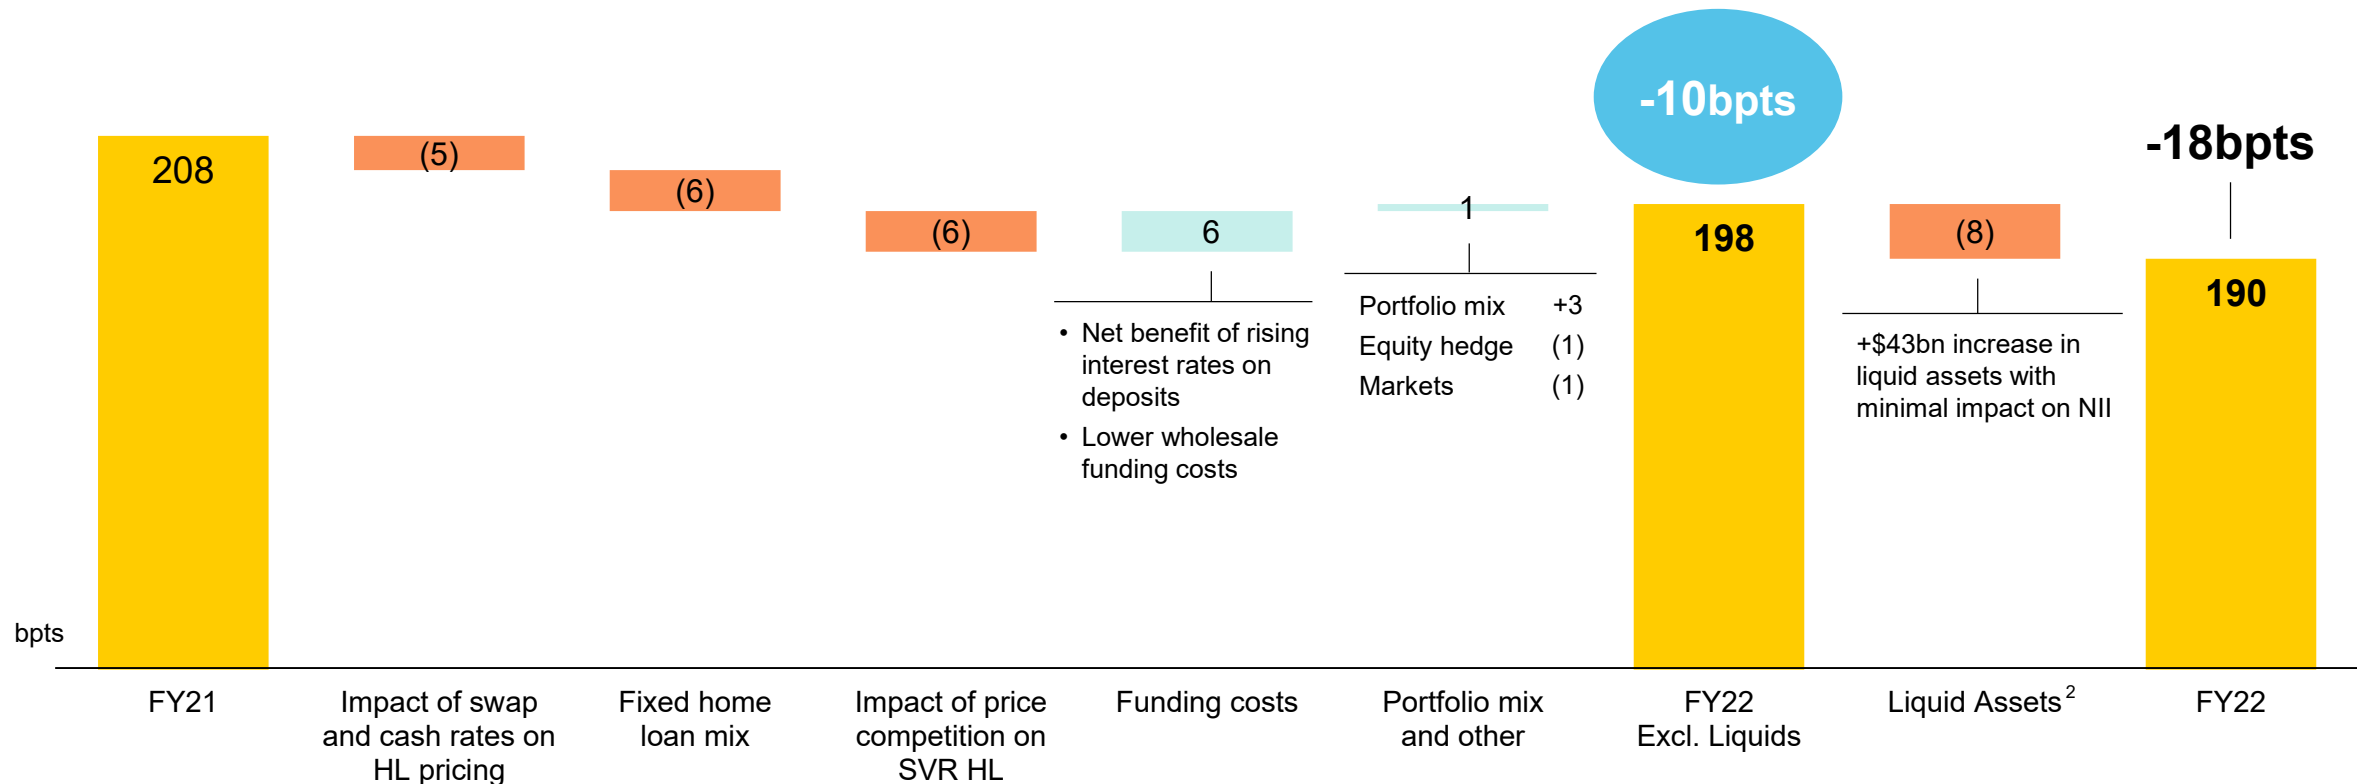 -10bpts
-18bpts
208
(5)
(6)
(6)
6
1
198
(8)
190
• Net benefit of rising
interest rates on
deposits
• Lower wholesale
funding costs
Portfolio mix +3
Equity hedge (1)
Markets (1)
+$43bn increase in
liquid assets with
minimal impact on NII
bpts
FY21
Impact of swap
and cash rates on
HL pricing
Fixed home
loan mix
Impact of price
competition on
SVR HL
Funding costs
Portfolio mix
and other
FY22
Excl. Liquids
Liquid Assets²
FY22